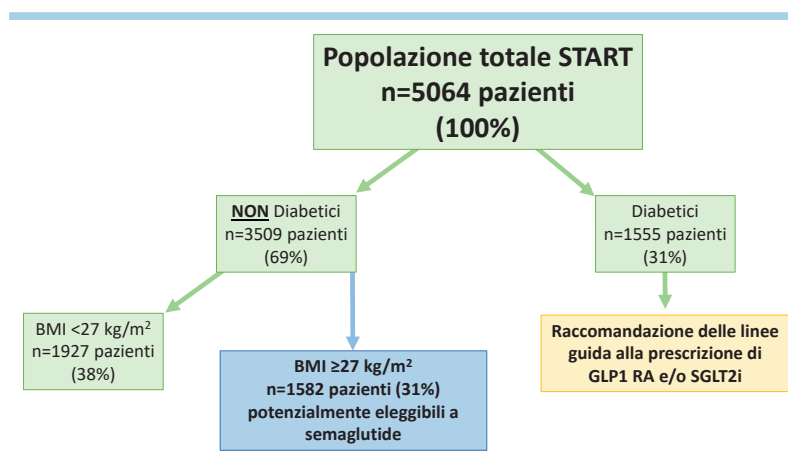 Popolazione totale START
n=5064 pazienti
(100%)
NON Diabetici
n=3509 pazienti
(69%)
Diabetici
n=1555 pazienti
(31%)
BMI <27 kg/m²
n=1927 pazienti
(38%)
BMI ≥27 kg/m²
n=1582 pazienti (31%)
potenzialmente eleggibili a
semaglutide
Raccomandazione delle linee
guida alla prescrizione di
GLP1 RA e/o SGLT2i